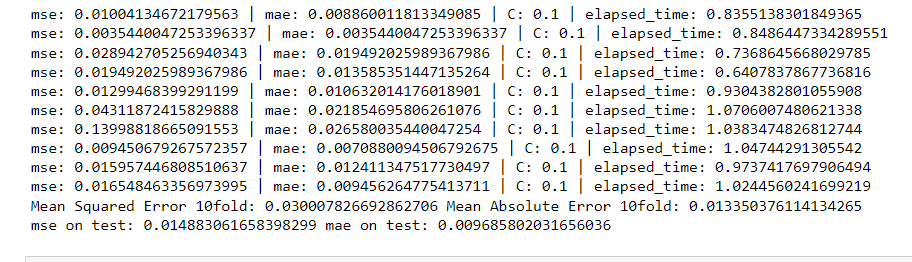 mse: 0.01004134672179563 | mae: 0.008860011813349085 | C: 0.1 | elapsed_time: 0.8355138301849365
mse: 0.0035440047253396337 | mae: 0.0035440047253396337 | C: 0.1 | elapsed_time: 0.8486447334289551
mse: 0.028942705256940343 | mae: 0.019492025989367986 | C: 0.1 | elapsed_time: 0.7368645668029785
mse: 0.019492025989367986 | mae: 0.013585351447135264 | C: 0.1 | elapsed_time: 0.6407837867736816
mse: 0.01299468399291199 | mae: 0.010632014176018901 | C: 0.1 | elapsed_time: 0.9304382801055908
mse: 0.04311872415829888 | mae: 0.021854695806261076 | C: 0.1 | elapsed_time: 1.0706007480621338
mse: 0.13998818665091553 | mae: 0.026580035440047254 | C: 0.1 | elapsed_time: 1.0383474826812744
mse: 0.009450679267572357 | mae: 0.0070880094506792675 | C: 0.1 | elapsed_time: 1.04744291305542
mse: 0.015957446808510637 | mae: 0.012411347517730497 | C: 0.1 | elapsed_time: 0.9737417697906494
mse: 0.016548463356973995 | mae: 0.009456264775413711 | C: 0.1 | elapsed_time: 1.0244560241699219
Mean Squared Error 10fold: 0.030007826692862706 Mean Absolute Error 10fold: 0.013350376114134265
mse on test: 0.014883061658398299 mae on test: 0.009685802031656036